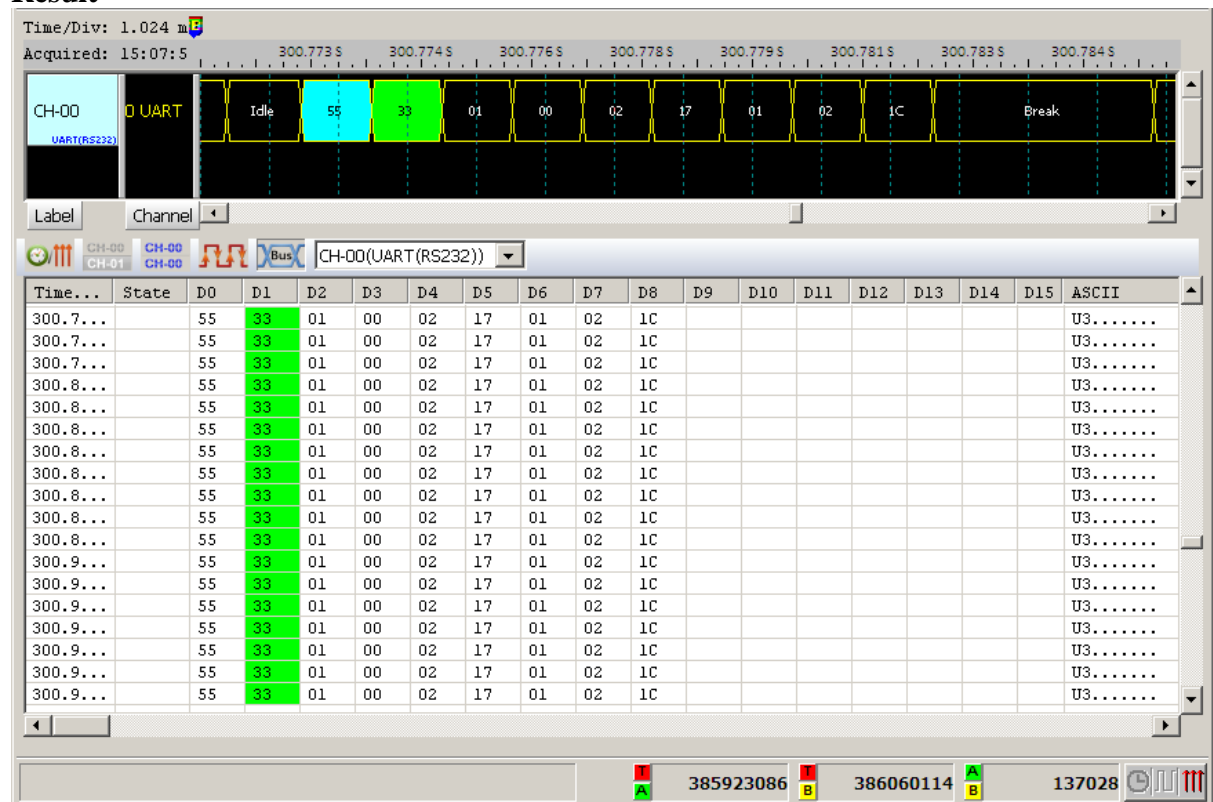 Result
Time/Div: 1.024 m B
Acquired: 15:07:5 300.773 S 300.774 S 300.776 S 300.778 S 300.779 S 300.781 S 300.783 S 300.784 S
CH-00 0 UART Idle 55 33 01 00 02 17 01 02 1C Break
UART(RS232)
Label Channel
CH-00 CH-00
CH-01 CH-00 Bus CH-00(UART(RS232))
Time... State D0 D1 D2 D3 D4 D5 D6 D7 D8 D9 D10 D11 D12 D13 D14 D15 ASCII
300.7... 55 33 01 00 02 17 01 02 1C U3.......
300.7... 55 33 01 00 02 17 01 02 1C U3.......
300.7... 55 33 01 00 02 17 01 02 1C U3.......
300.8... 55 33 01 00 02 17 01 02 1C U3.......
300.8... 55 33 01 00 02 17 01 02 1C U3.......
300.8... 55 33 01 00 02 17 01 02 1C U3.......
300.8... 55 33 01 00 02 17 01 02 1C U3.......
300.8... 55 33 01 00 02 17 01 02 1C U3.......
300.8... 55 33 01 00 02 17 01 02 1C U3.......
300.8... 55 33 01 00 02 17 01 02 1C U3.......
300.8... 55 33 01 00 02 17 01 02 1C U3.......
300.9... 55 33 01 00 02 17 01 02 1C U3.......
300.9... 55 33 01 00 02 17 01 02 1C U3.......
300.9... 55 33 01 00 02 17 01 02 1C U3.......
300.9... 55 33 01 00 02 17 01 02 1C U3.......
300.9... 55 33 01 00 02 17 01 02 1C U3.......
300.9... 55 33 01 00 02 17 01 02 1C U3.......
300.9... 55 33 01 00 02 17 01 02 1C U3.......
T A 385923086 T B 386060114 A B 137028